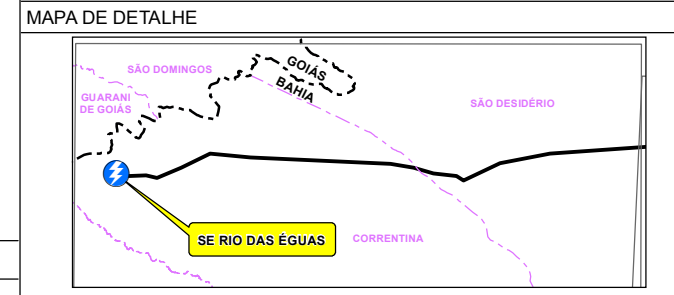 MAPA DE DETALHE
GOIÁS
SÃO DOMINGOS
BAHIA
GUARANI
DE GOIÁS
SÃO DESIDÉRIO
SE RIO DAS ÉGUAS
CORRENTINA